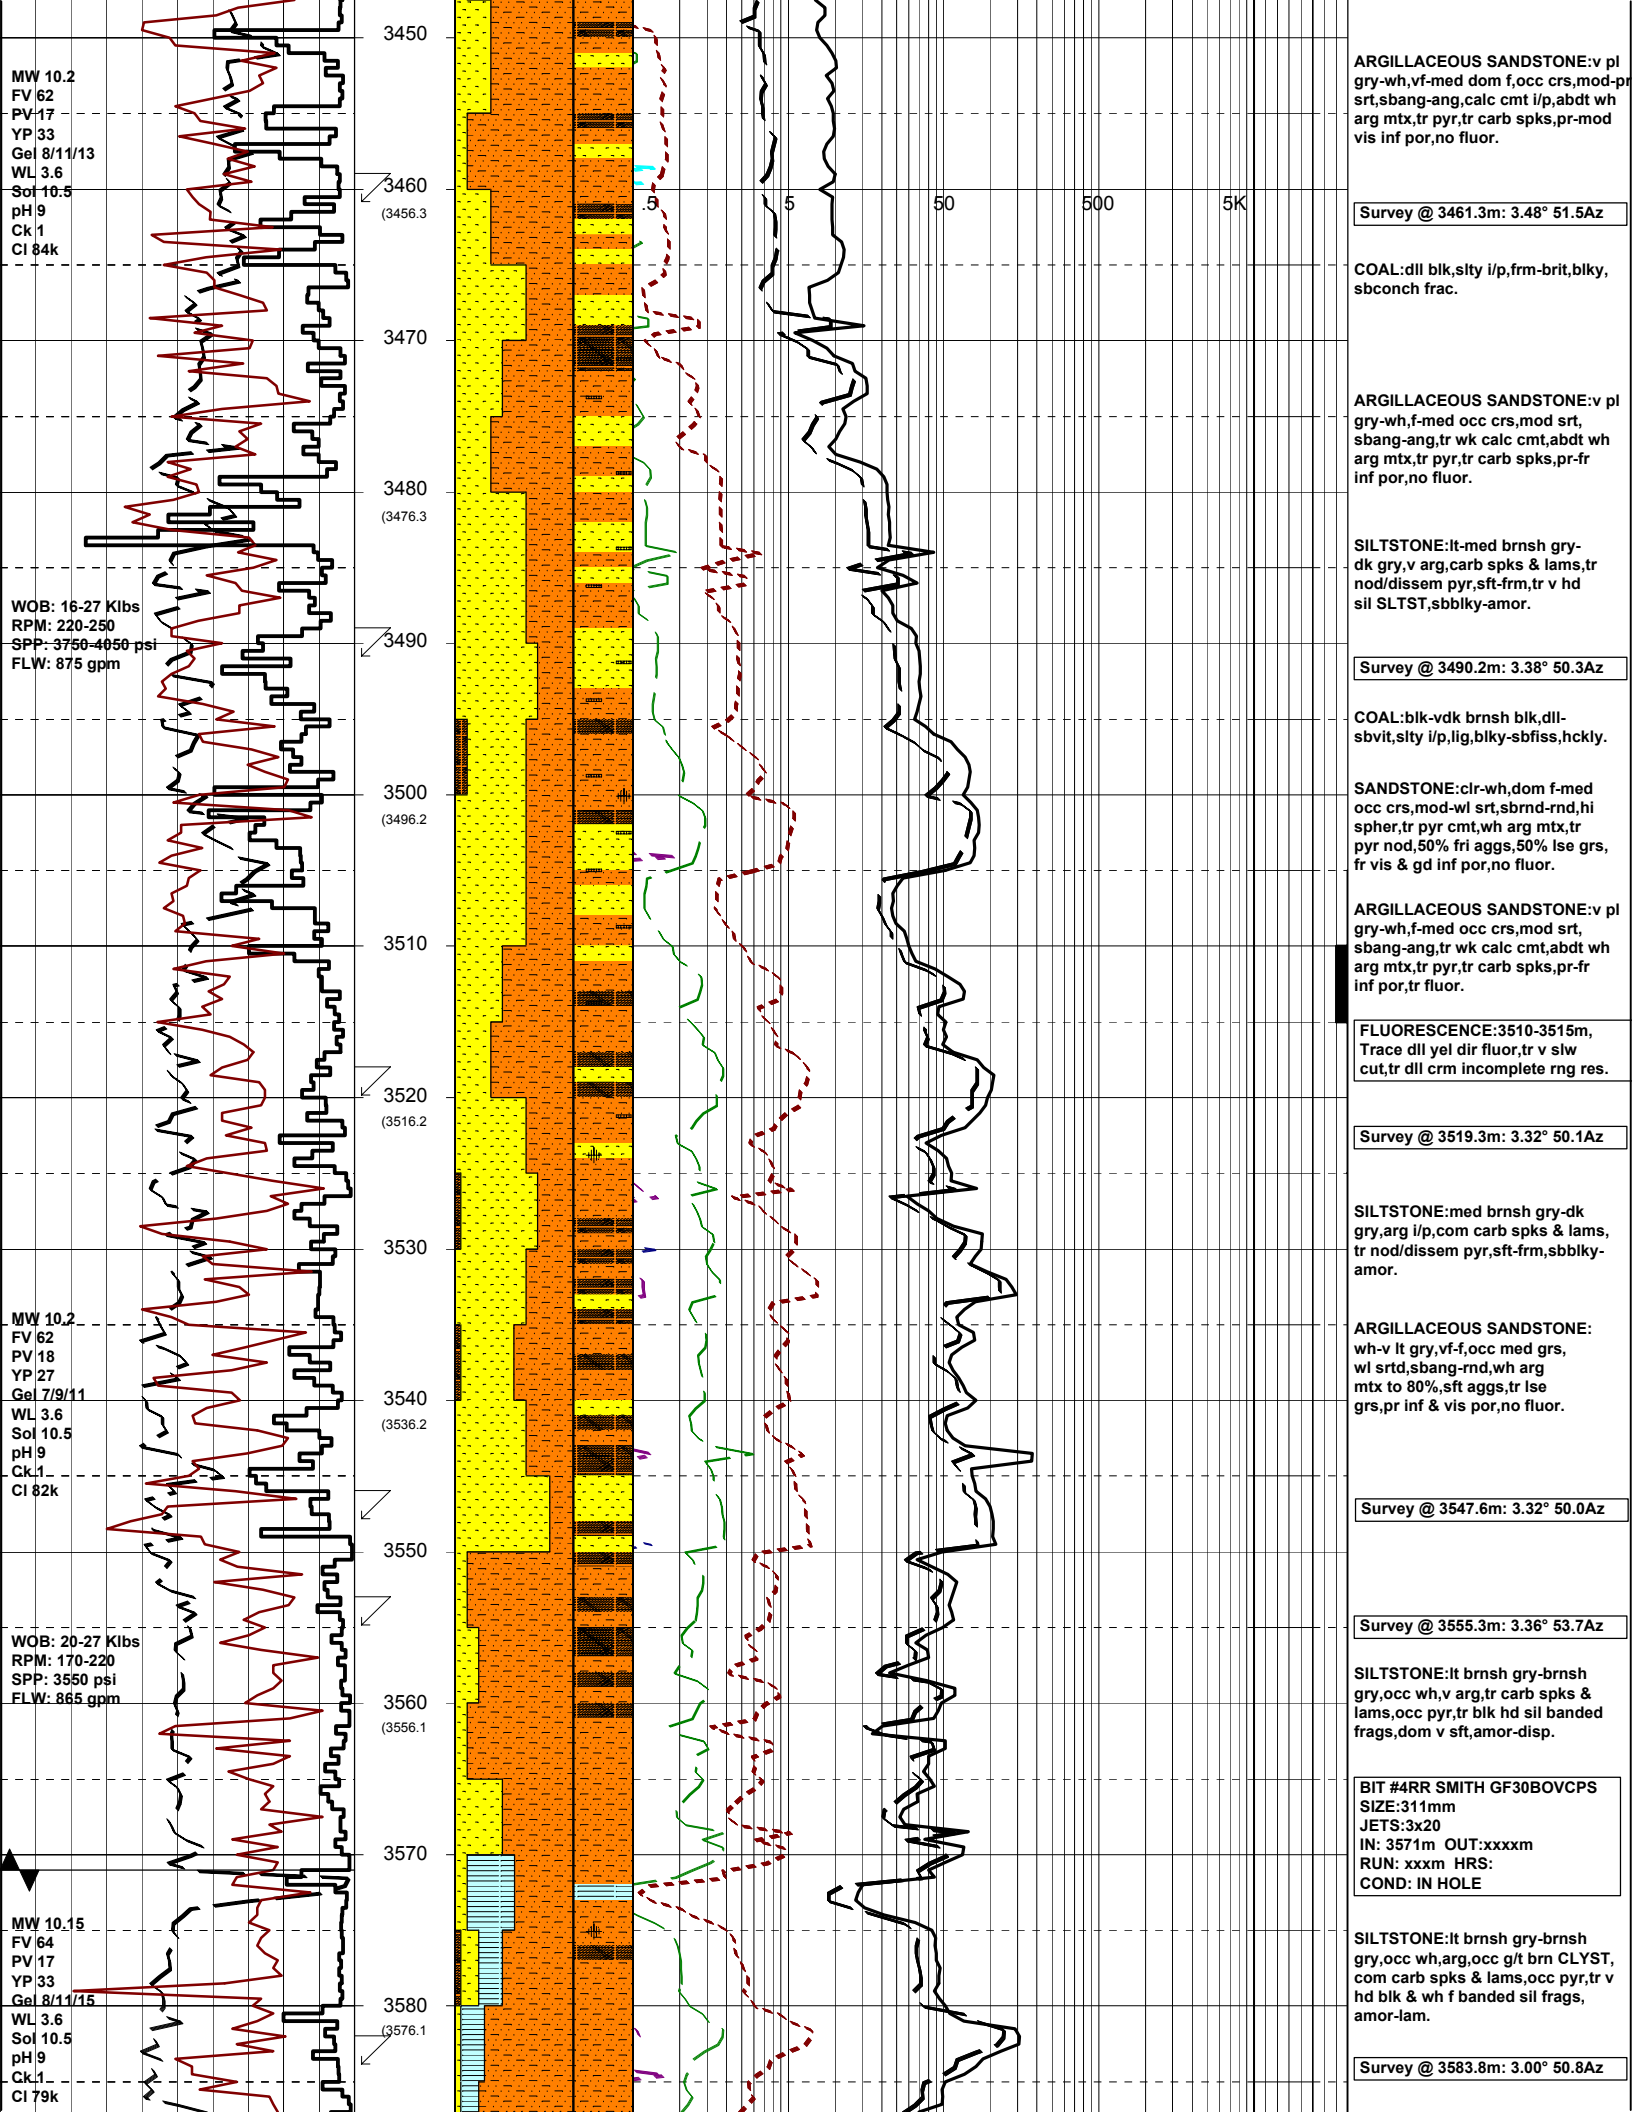 MW 10.2
FV 62
PV 17
YP 33
Gel 8/11/13
WL 3.6
Sol 10.5
pH 9
Ck 1
Cl 84k
WOB: 16-27 Klbs
RPM: 220-250
SPP: 3750-4050 psi
FLW: 875 gpm
MW 10.2
FV 62
PV 18
YP 27
Gel 7/9/11
WL 3.6
Sol 10.5
pH 9
Ck 1
Cl 82k
WOB: 20-27 Klbs
RPM: 170-220
SPP: 3550 psi
FLW: 865 gpm
MW 10.15
FV 64
PV 17
YP 33
Gel 8/11/15
WL 3.6
Sol 10.5
pH 9
Ck 1
Cl 79k
3450
3460
(3456.3
3470
3480
(3476.3
3490
3500
(3496.2
3510
3520
(3516.2
3530
3540
(3536.2
3550
3560
(3556.1
3570
3580
(3576.1
.5 5 50 500 5K
ARGILLACEOUS SANDSTONE:v pl
gry-wh,vf-med dom f,occ crs,mod-pr
srt,sbang-ang,calc cmt i/p,abdt wh
arg mtx,tr pyr,tr carb spks,pr-mod
vis inf por,no fluor.
Survey @ 3461.3m: 3.48° 51.5Az
COAL:dll blk,slty i/p,frm-brit,blky,
sbconch frac.
ARGILLACEOUS SANDSTONE:v pl
gry-wh,f-med occ crs,mod srt,
sbang-ang,tr wk calc cmt,abdt wh
arg mtx,tr pyr,tr carb spks,pr-fr
inf por,no fluor.
SILTSTONE:lt-med brnsh gry-
dk gry,v arg,carb spks & lams,tr
nod/dissem pyr,sft-frm,tr v hd
sil SLTST,sbblky-amor.
Survey @ 3490.2m: 3.38° 50.3Az
COAL:blk-vdk brnsh blk,dll-
sbvit,slty i/p,lig,blky-sbfiss,hckly.
SANDSTONE:clr-wh,dom f-med
occ crs,mod-wl srt,sbrnd-rnd,hi
spher,tr pyr cmt,wh arg mtx,tr
pyr nod,50% fri aggs,50% lse grs,
fr vis & gd inf por,no fluor.
ARGILLACEOUS SANDSTONE:v pl
gry-wh,f-med occ crs,mod srt,
sbang-ang,tr wk calc cmt,abdt wh
arg mtx,tr pyr,tr carb spks,pr-fr
inf por,tr fluor.
FLUORESCENCE:3510-3515m,
Trace dll yel dir fluor,tr v slw
cut,tr dll crm incomplete rng res.
Survey @ 3519.3m: 3.32° 50.1Az
SILTSTONE:med brnsh gry-dk
gry,arg i/p,com carb spks & lams,
tr nod/dissem pyr,sft-frm,sbblky-
amor.
ARGILLACEOUS SANDSTONE:
wh-v lt gry,vf-f,occ med grs,
wl srtd,sbang-rnd,wh arg
mtx to 80%,sft aggs,tr lse
grs,pr inf & vis por,no fluor.
Survey @ 3547.6m: 3.32° 50.0Az
Survey @ 3555.3m: 3.36° 53.7Az
SILTSTONE:lt brnsh gry-brnsh
gry,occ wh,v arg,tr carb spks &
lams,occ pyr,tr blk hd sil banded
frags,dom v sft,amor-disp.
BIT #4RR SMITH GF30BOVCPS
SIZE:311mm
JETS:3x20
IN: 3571m OUT:xxxxm
RUN: xxxm HRS:
COND: IN HOLE
SILTSTONE:lt brnsh gry-brnsh
gry,occ wh,arg,occ g/t brn CLYST,
com carb spks & lams,occ pyr,tr v
hd blk & wh f banded sil frags,
amor-lam.
Survey @ 3583.8m: 3.00° 50.8Az